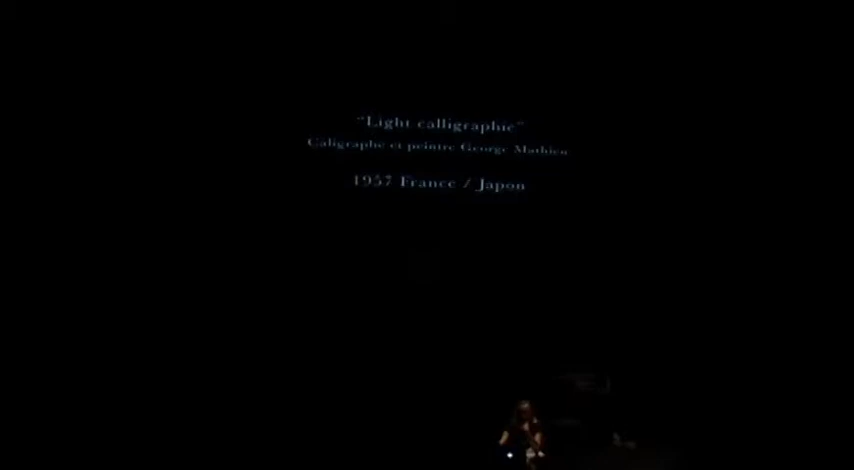 "Light calligraphie"
Caligraphe et peintre George Mathieu
1957 France / Japon